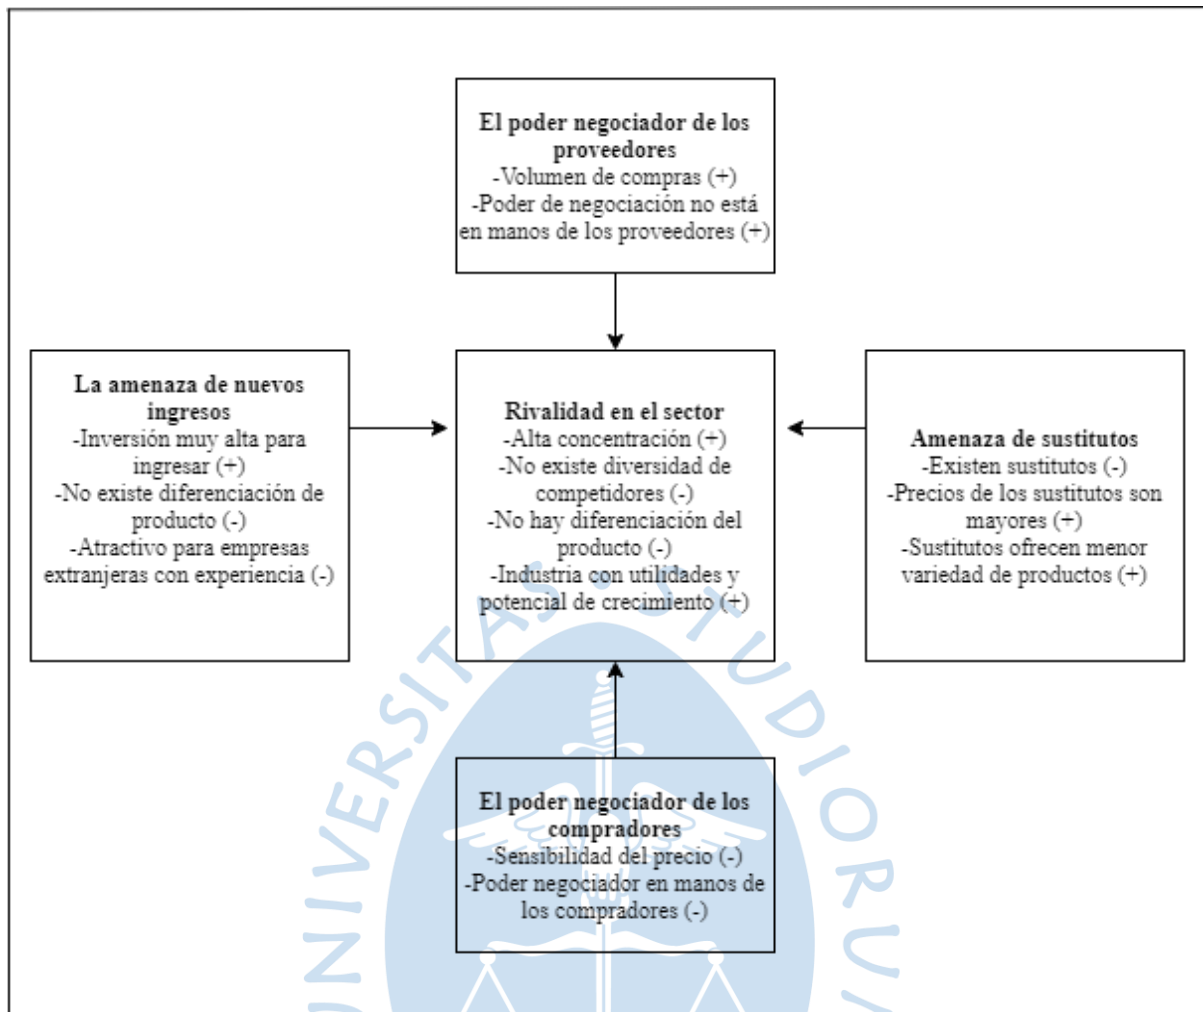 El poder negociador de los
proveedores
-Volumen de compras (+)
-Poder de negociación no está
en manos de los proveedores (+)
La amenaza de nuevos
ingresos
-Inversión muy alta para
ingresar (+)
-No existe diferenciación de
producto (-)
-Atractivo para empresas
extranjeras con experiencia (-)
Rivalidad en el sector
-Alta concentración (+)
-No existe diversidad de
competidores (-)
-No hay diferenciación del
producto (-)
-Industria con utilidades y
potencial de crecimiento (+)
Amenaza de sustitutos
-Existen sustitutos (-)
-Precios de los sustitutos son
mayores (+)
-Sustitutos ofrecen menor
variedad de productos (+)
El poder negociador de los
compradores
-Sensibilidad del precio (-)
-Poder negociador en manos de
los compradores (-)
UNIVERSITAS · STUDIORU